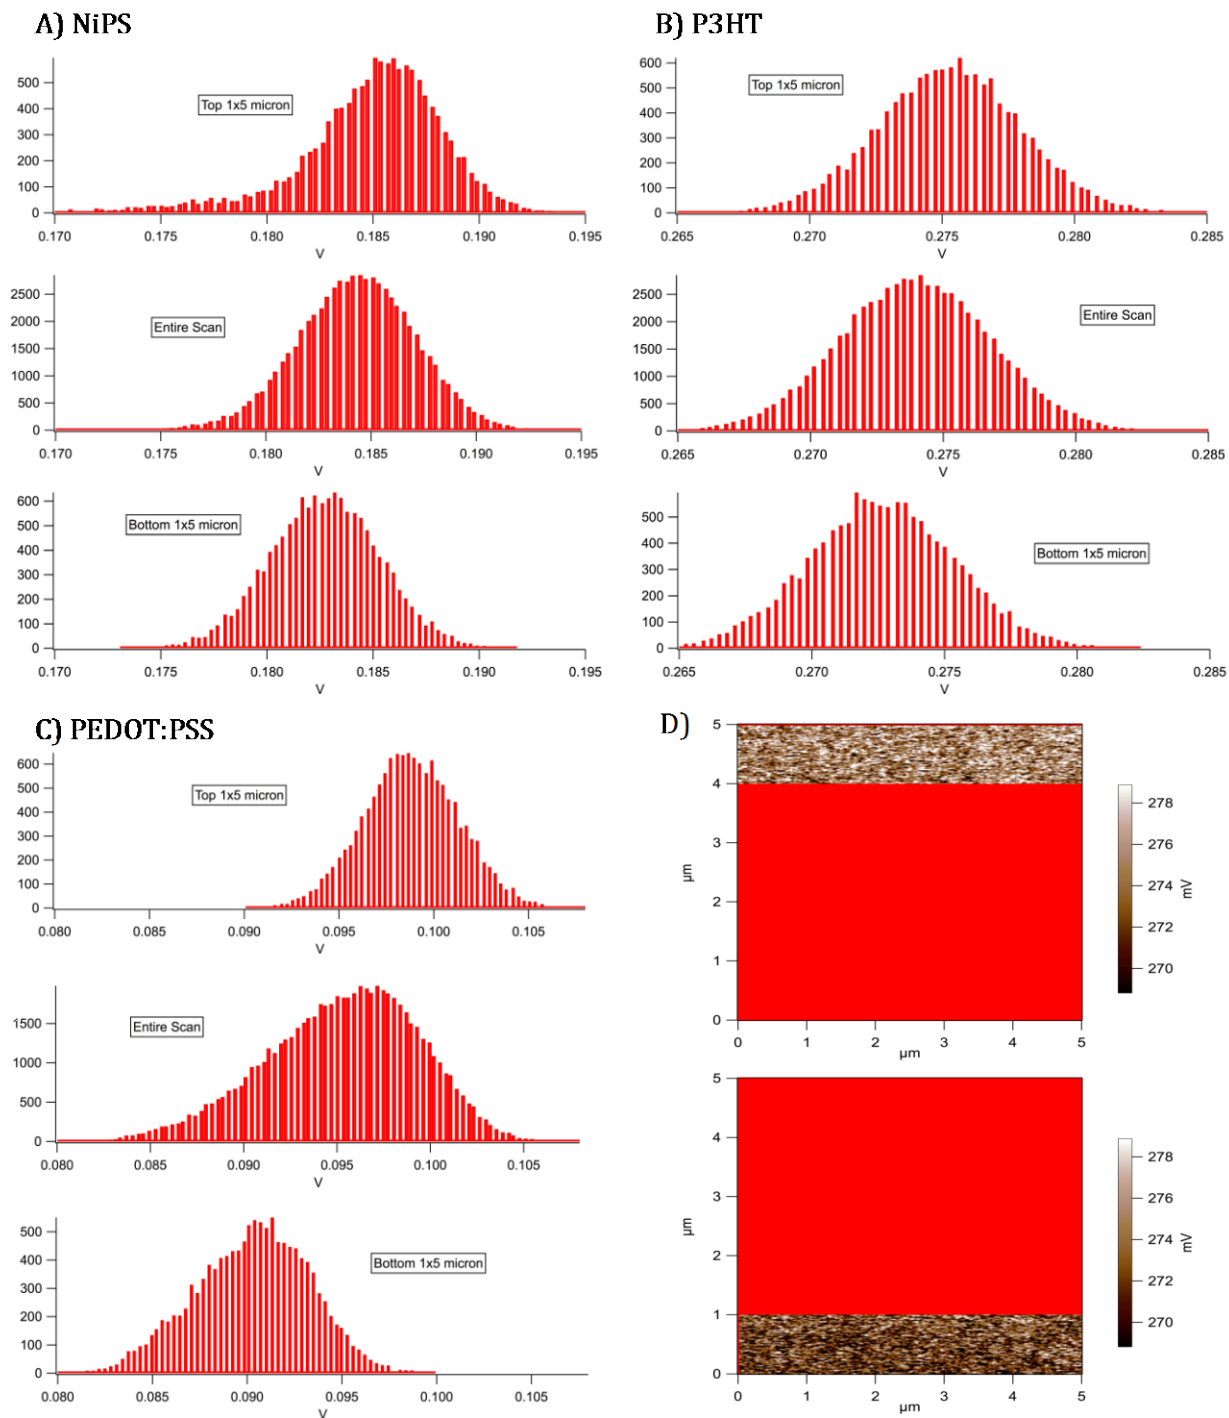 A) NiPS
B) P3HT
500
400
300
200
100
0
Top 1x5 micron
0.170 0.175 0.180 0.185 0.190 0.195
V
600
500
400
300
200
100
0
Top 1x5 micron
0.265 0.270 0.275 0.280 0.285
V
2500
2000
1500
1000
500
0
Entire Scan
0.170 0.175 0.180 0.185 0.190 0.195
V
2500
2000
1500
1000
500
0
Entire Scan
0.265 0.270 0.275 0.280 0.285
V
600
500
400
300
200
100
0
Bottom 1x5 micron
0.170 0.175 0.180 0.185 0.190 0.195
V
500
400
300
200
100
0
Bottom 1x5 micron
0.265 0.270 0.275 0.280 0.285
V
C) PEDOT:PSS
D)
600
500
400
300
200
100
0
Top 1x5 micron
0.080 0.085 0.090 0.095 0.100 0.105
V
1500
1000
500
0
Entire Scan
0.080 0.085 0.090 0.095 0.100 0.105
V
500
400
300
200
100
0
Bottom 1x5 micron
0.080 0.085 0.090 0.095 0.100 0.105
V
5
4
3
2
1
0
µm
0 1 2 3 4 5
µm
278
276
274
272
270
mV
5
4
3
2
1
0
µm
0 1 2 3 4 5
µm
278
276
274
272
270
mV